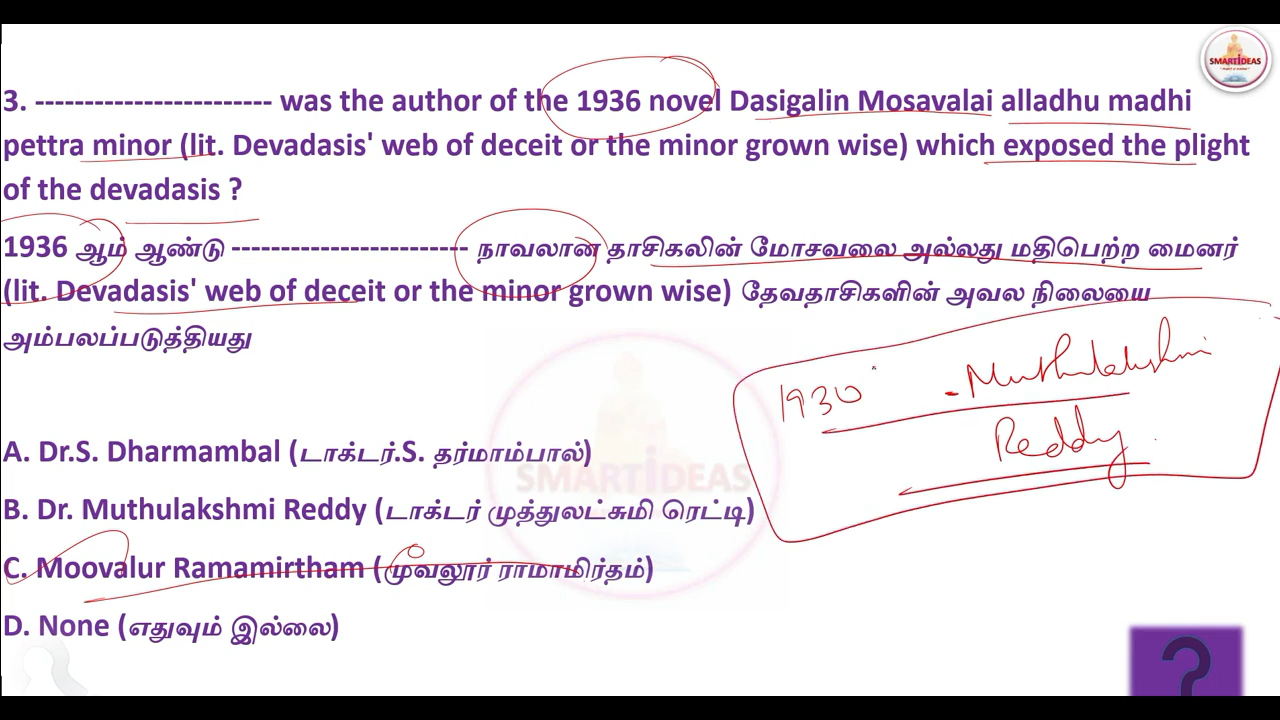 SMARTIDEAS
3. ------------------------ was the author of the 1936 novel Dasigalin Mosavalai alladhu madhi
pettra minor (lit. Devadasis' web of deceit or the minor grown wise) which exposed the plight
of the devadasis ?
1936 ஆம் ஆண்டு ------------------------ நாவலான தாசிகலின் மோசவலை அல்லது மதிபெற்ற மைனர்
(lit. Devadasis' web of deceit or the minor grown wise) தேவதாசிகளின் அவல நிலையை
அம்பலப்படுத்தியது
1930 - Muthulakshmi
Reddy
A. Dr.S. Dharmambal (டாக்டர்.S. தர்மாம்பால்)
SMARTIDEAS
B. Dr. Muthulakshmi Reddy (டாக்டர் முத்துலட்சுமி ரெட்டி)
C. Moovalur Ramamirtham (முவலூர் ராமாமிர்தம்)
D. None (எதுவும் இல்லை)
?